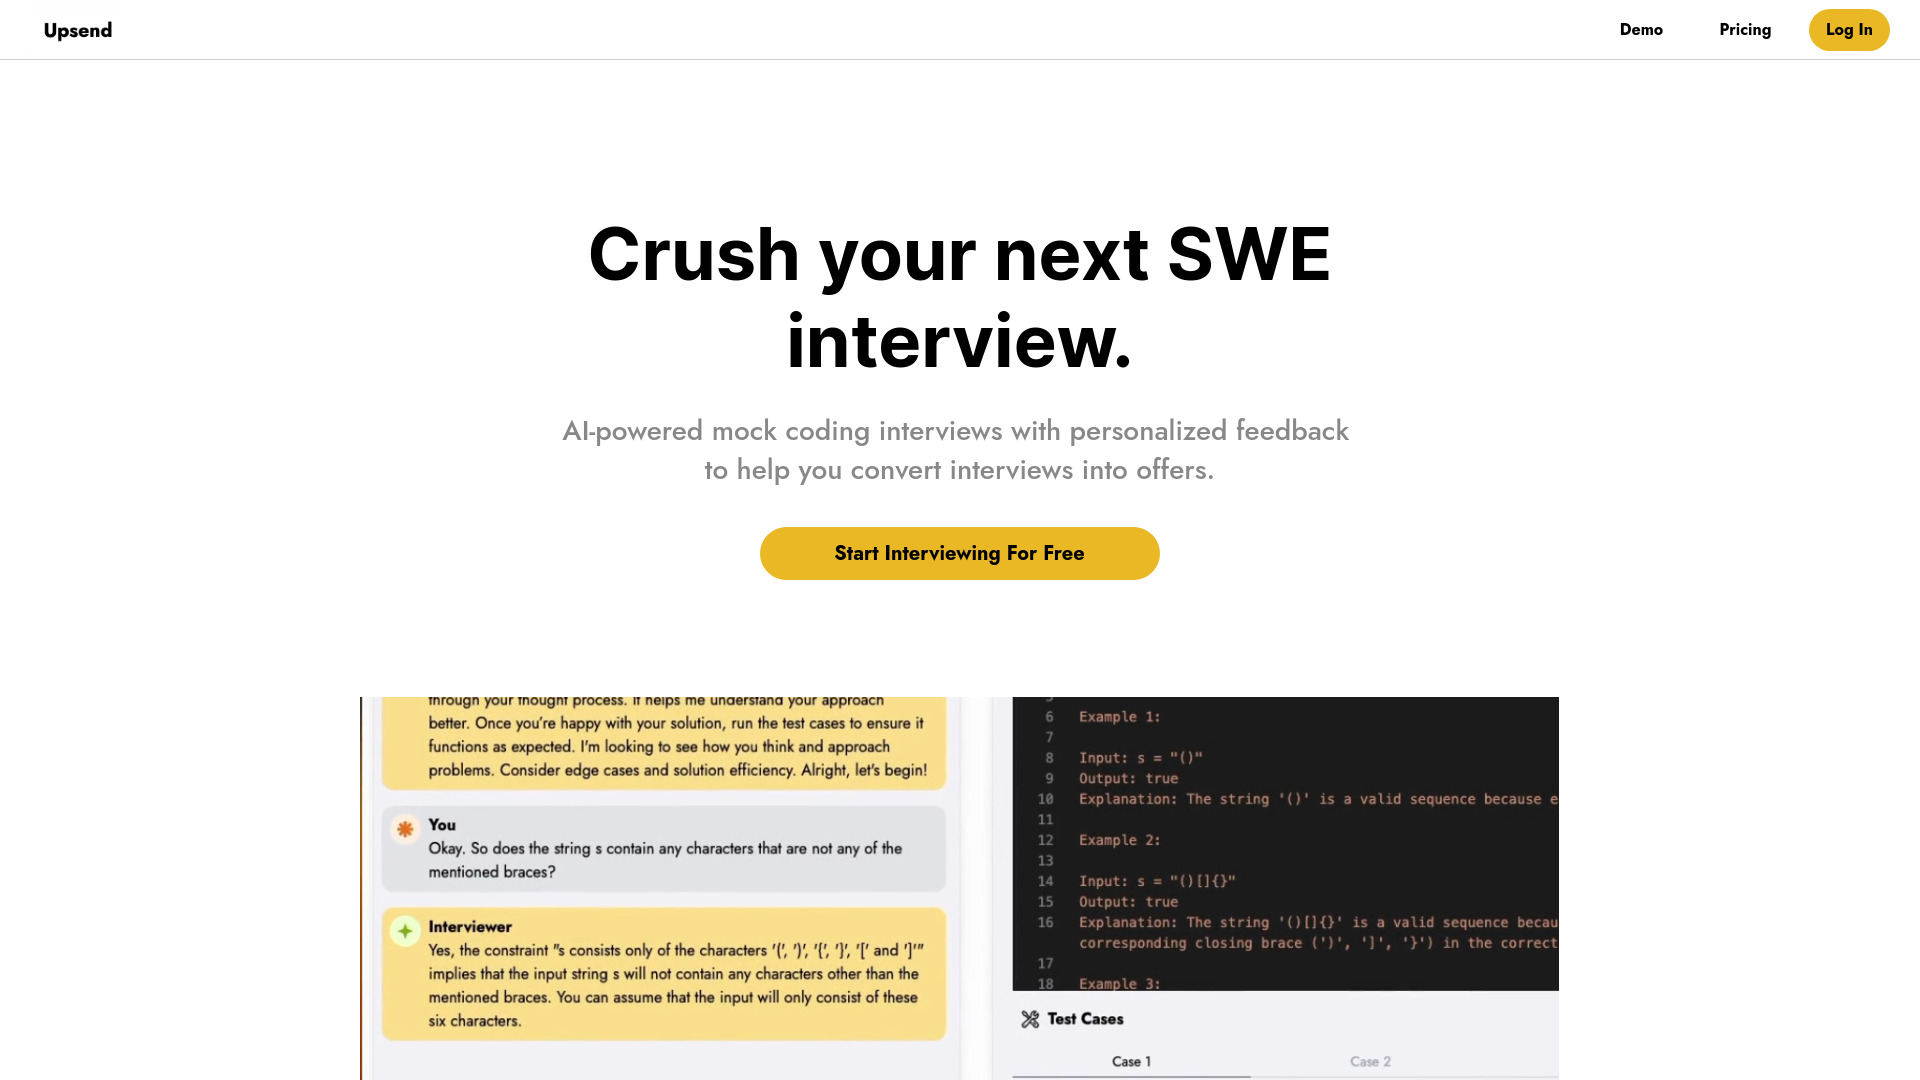 Upsend
Demo
Pricing
Log In
Crush your next SWE
interview.
AI-powered mock coding interviews with personalized feedback
to help you convert interviews into offers.
Start Interviewing For Free
through your thought process. It helps me understand your approach
better. Once you’re happy with your solution, run the test cases to ensure it
functions as expected. I'm looking to see how you think and approach
problems. Consider edge cases and solution efficiency. Alright, let's begin!
You
Okay. So does the string s contain any characters that are not any of the
mentioned braces?
Interviewer
Yes, the constraint "s consists only of the characters '(', ')', '{', '}', '[' and ']'"
implies that the input string s will not contain any characters other than the
mentioned braces. You can assume that the input will only consist of these
six characters.
6 Example 1:
7
8 Input: s = "()"
9 Output: true
10 Explanation: The string '()' is a valid sequence because e
11
12 Example 2:
13
14 Input: s = "()[]{}"
15 Output: true
16 Explanation: The string '()[]{}' is a valid sequence becau
corresponding closing brace (')', ']', '}') in the correct
17
18 Example 3:
Test Cases
Case 1
Case 2